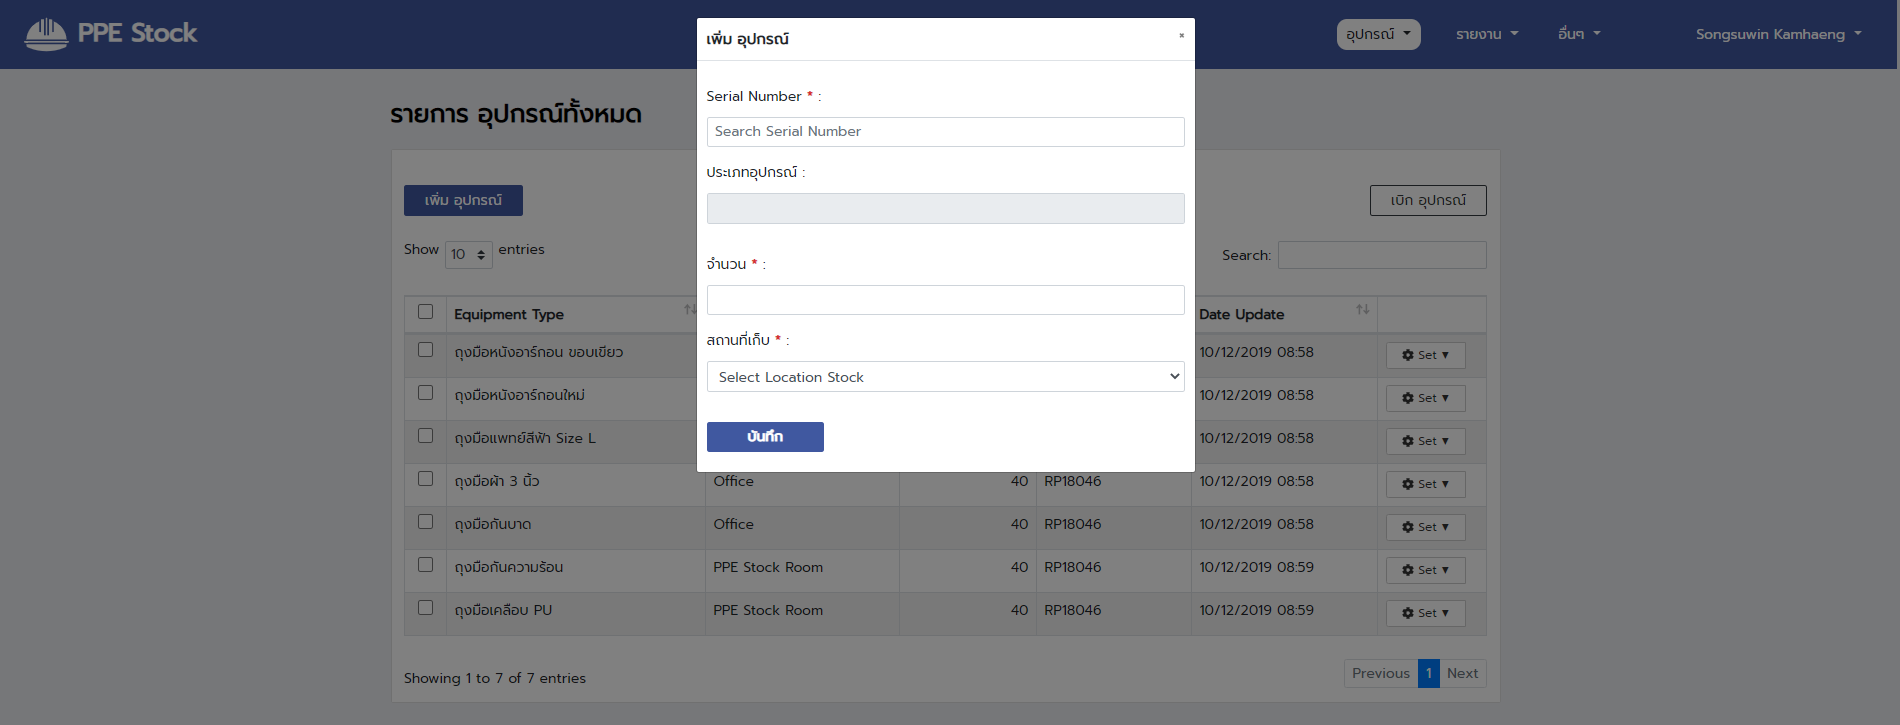 PPE Stock
อุปกรณ์
รายงาน
อื่นๆ
Songsuwin Kamhaeng
เพิ่ม อุปกรณ์
×
Serial Number * :
Search Serial Number
ประเภทอุปกรณ์ :
จำนวน * :
สถานที่เก็บ * :
Select Location Stock
บันทึก
รายการ อุปกรณ์ทั้งหมด
เพิ่ม อุปกรณ์
เบิก อุปกรณ์
Show 10 entries
Search:
Equipment Type Date Update
ถุงมือหนังอาร์กอน ขอบเขียว 10/12/2019 08:58 Set ▼
ถุงมือหนังอาร์กอนใหม่ 10/12/2019 08:58 Set ▼
ถุงมือแพทย์สีฟ้า Size L 10/12/2019 08:58 Set ▼
ถุงมือผ้า 3 นิ้ว Office 40 RP18046 10/12/2019 08:58 Set ▼
ถุงมือกันบาด Office 40 RP18046 10/12/2019 08:58 Set ▼
ถุงมือกันความร้อน PPE Stock Room 40 RP18046 10/12/2019 08:59 Set ▼
ถุงมือเคลือบ PU PPE Stock Room 40 RP18046 10/12/2019 08:59 Set ▼
Showing 1 to 7 of 7 entries
Previous 1 Next